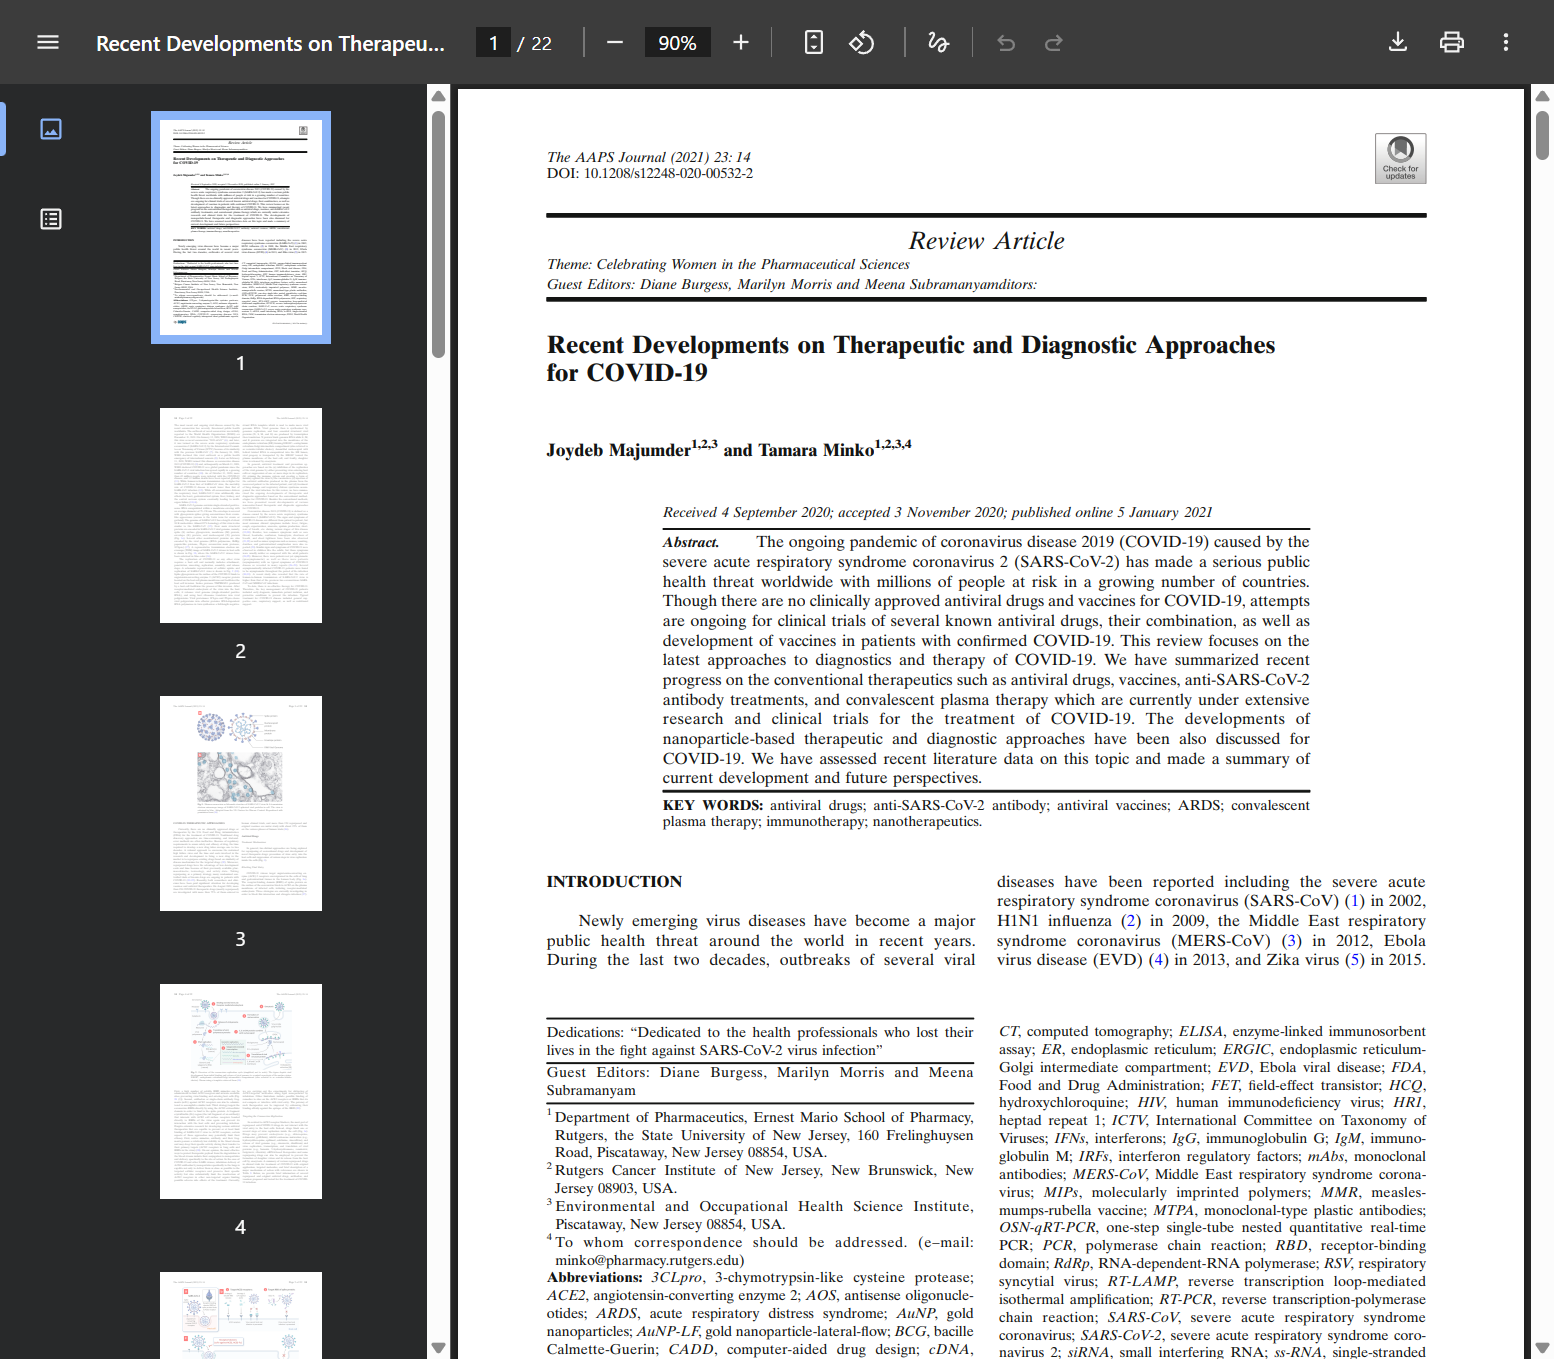 Recent Developments on Therapeu...
1 / 22
90%
1
2
3
4
The AAPS Journal (2021) 23: 14
DOI: 10.1208/s12248-020-00532-2
Check for
updates
Review Article
Theme: Celebrating Women in the Pharmaceutical Sciences
Guest Editors: Diane Burgess, Marilyn Morris and Meena Subramanyamditors:
Recent Developments on Therapeutic and Diagnostic Approaches
for COVID-19
Joydeb Majumder1,2,3 and Tamara Minko1,2,3,4
Received 4 September 2020; accepted 3 November 2020; published online 5 January 2021
Abstract. The ongoing pandemic of coronavirus disease 2019 (COVID-19) caused by the
severe acute respiratory syndrome coronavirus 2 (SARS-CoV-2) has made a serious public
health threat worldwide with millions of people at risk in a growing number of countries.
Though there are no clinically approved antiviral drugs and vaccines for COVID-19, attempts
are ongoing for clinical trials of several known antiviral drugs, their combination, as well as
development of vaccines in patients with confirmed COVID-19. This review focuses on the
latest approaches to diagnostics and therapy of COVID-19. We have summarized recent
progress on the conventional therapeutics such as antiviral drugs, vaccines, anti-SARS-CoV-2
antibody treatments, and convalescent plasma therapy which are currently under extensive
research and clinical trials for the treatment of COVID-19. The developments of
nanoparticle-based therapeutic and diagnostic approaches have been also discussed for
COVID-19. We have assessed recent literature data on this topic and made a summary of
current development and future perspectives.
KEY WORDS: antiviral drugs; anti-SARS-CoV-2 antibody; antiviral vaccines; ARDS; convalescent
plasma therapy; immunotherapy; nanotherapeutics.
INTRODUCTION
Newly emerging virus diseases have become a major
public health threat around the world in recent years.
During the last two decades, outbreaks of several viral
diseases have been reported including the severe acute
respiratory syndrome coronavirus (SARS-CoV) (1) in 2002,
H1N1 influenza (2) in 2009, the Middle East respiratory
syndrome coronavirus (MERS-CoV) (3) in 2012, Ebola
virus disease (EVD) (4) in 2013, and Zika virus (5) in 2015.
Dedications: “Dedicated to the health professionals who lost their
lives in the fight against SARS-CoV-2 virus infection”
Guest Editors: Diane Burgess, Marilyn Morris and Meena
Subramanyam
1 Department of Pharmaceutics, Ernest Mario School of Pharmacy,
Rutgers, the State University of New Jersey, 160 Frelinghuysen
Road, Piscataway, New Jersey 08854, USA.
2 Rutgers Cancer Institute of New Jersey, New Brunswick, New
Jersey 08903, USA.
3 Environmental and Occupational Health Science Institute,
Piscataway, New Jersey 08854, USA.
4 To whom correspondence should be addressed. (e–mail:
minko@pharmacy.rutgers.edu)
Abbreviations: 3CLpro, 3-chymotrypsin-like cysteine protease;
ACE2, angiotensin-converting enzyme 2; AOS, antisense oligonucle-
otides; ARDS, acute respiratory distress syndrome; AuNP, gold
nanoparticles; AuNP-LF, gold nanoparticle-lateral-flow; BCG, bacille
Calmette-Guerin; CADD, computer-aided drug design; cDNA,
CT, computed tomography; ELISA, enzyme-linked immunosorbent
assay; ER, endoplasmic reticulum; ERGIC, endoplasmic reticulum-
Golgi intermediate compartment; EVD, Ebola viral disease; FDA,
Food and Drug Administration; FET, field-effect transistor; HCQ,
hydroxychloroquine; HIV, human immunodeficiency virus; HR1,
heptad repeat 1; ICTV, International Committee on Taxonomy of
Viruses; IFNs, interferons; IgG, immunoglobulin G; IgM, immuno-
globulin M; IRFs, interferon regulatory factors; mAbs, monoclonal
antibodies; MERS-CoV, Middle East respiratory syndrome corona-
virus; MIPs, molecularly imprinted polymers; MMR, measles-
mumps-rubella vaccine; MTPA, monoclonal-type plastic antibodies;
OSN-qRT-PCR, one-step single-tube nested quantitative real-time
PCR; PCR, polymerase chain reaction; RBD, receptor-binding
domain; RdRp, RNA-dependent-RNA polymerase; RSV, respiratory
syncytial virus; RT-LAMP, reverse transcription loop-mediated
isothermal amplification; RT-PCR, reverse transcription-polymerase
chain reaction; SARS-CoV, severe acute respiratory syndrome
coronavirus; SARS-CoV-2, severe acute respiratory syndrome coro-
navirus 2; siRNA, small interfering RNA; ss-RNA, single-stranded